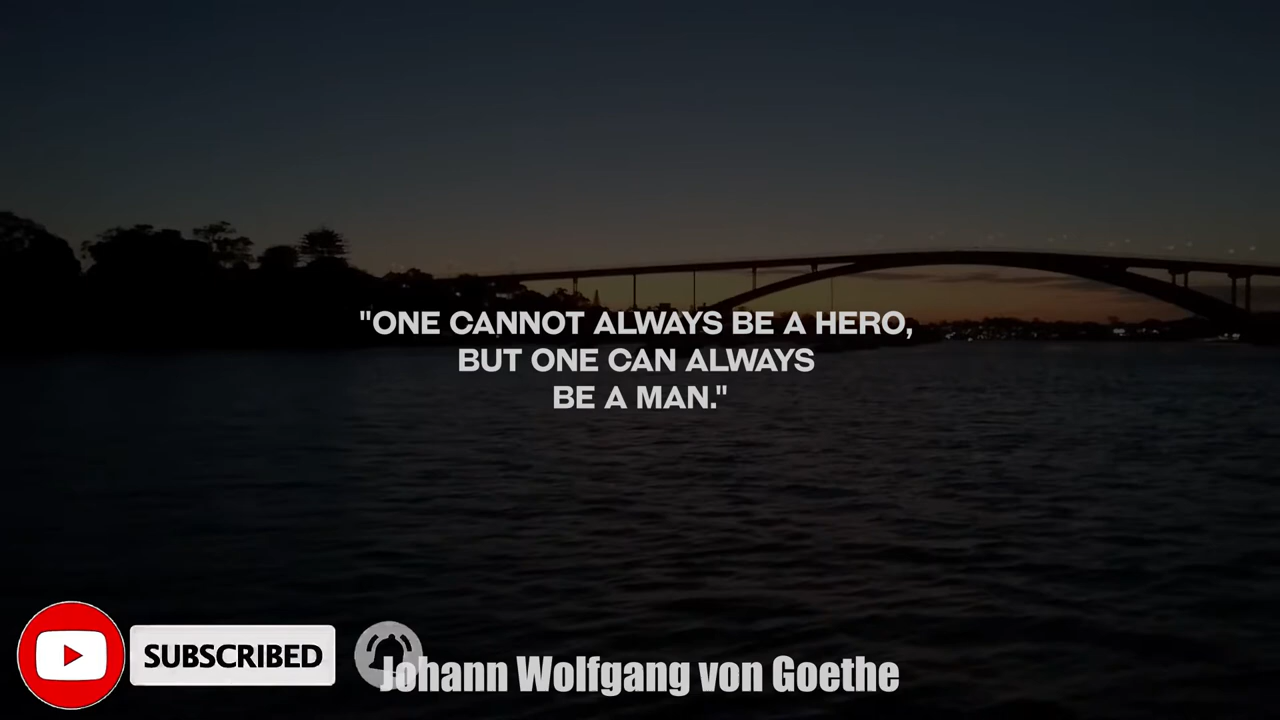 "ONE CANNOT ALWAYS BE A HERO,
BUT ONE CAN ALWAYS
BE A MAN."
SUBSCRIBED
Johann Wolfgang von Goethe